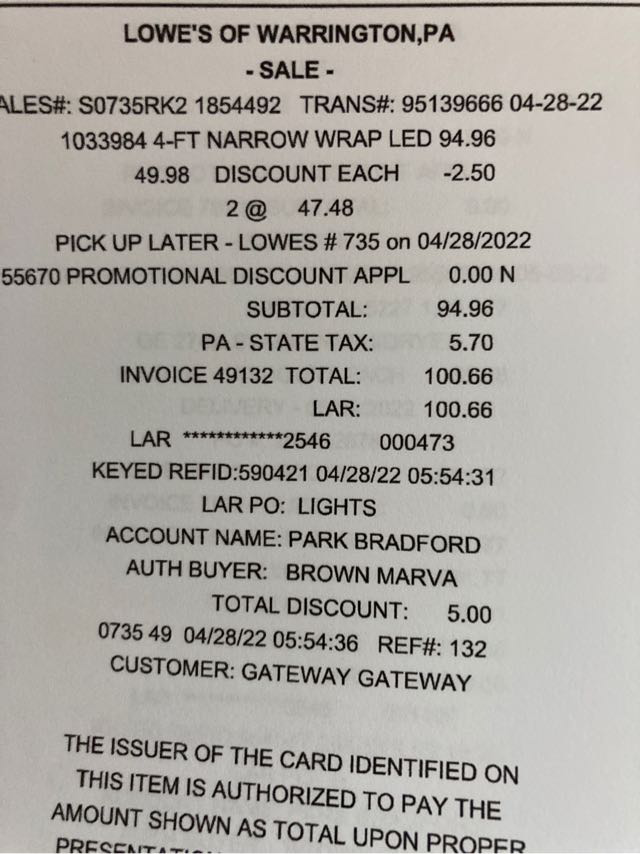 LOWE'S OF WARRINGTON,PA
- SALE -
ALES#: S0735RK2 1854492 TRANS#: 95139666 04-28-22
1033984 4-FT NARROW WRAP LED 94.96
49.98 DISCOUNT EACH -2.50
2 @ 47.48
PICK UP LATER - LOWES # 735 on 04/28/2022
55670 PROMOTIONAL DISCOUNT APPL 0.00 N
SUBTOTAL: 94.96
PA - STATE TAX: 5.70
INVOICE 49132 TOTAL: 100.66
LAR: 100.66
LAR ************2546 000473
KEYED REFID:590421 04/28/22 05:54:31
LAR PO: LIGHTS
ACCOUNT NAME: PARK BRADFORD
AUTH BUYER: BROWN MARVA
TOTAL DISCOUNT: 5.00
0735 49 04/28/22 05:54:36 REF#: 132
CUSTOMER: GATEWAY GATEWAY
THE ISSUER OF THE CARD IDENTIFIED ON
THIS ITEM IS AUTHORIZED TO PAY THE
AMOUNT SHOWN AS TOTAL UPON PROPER